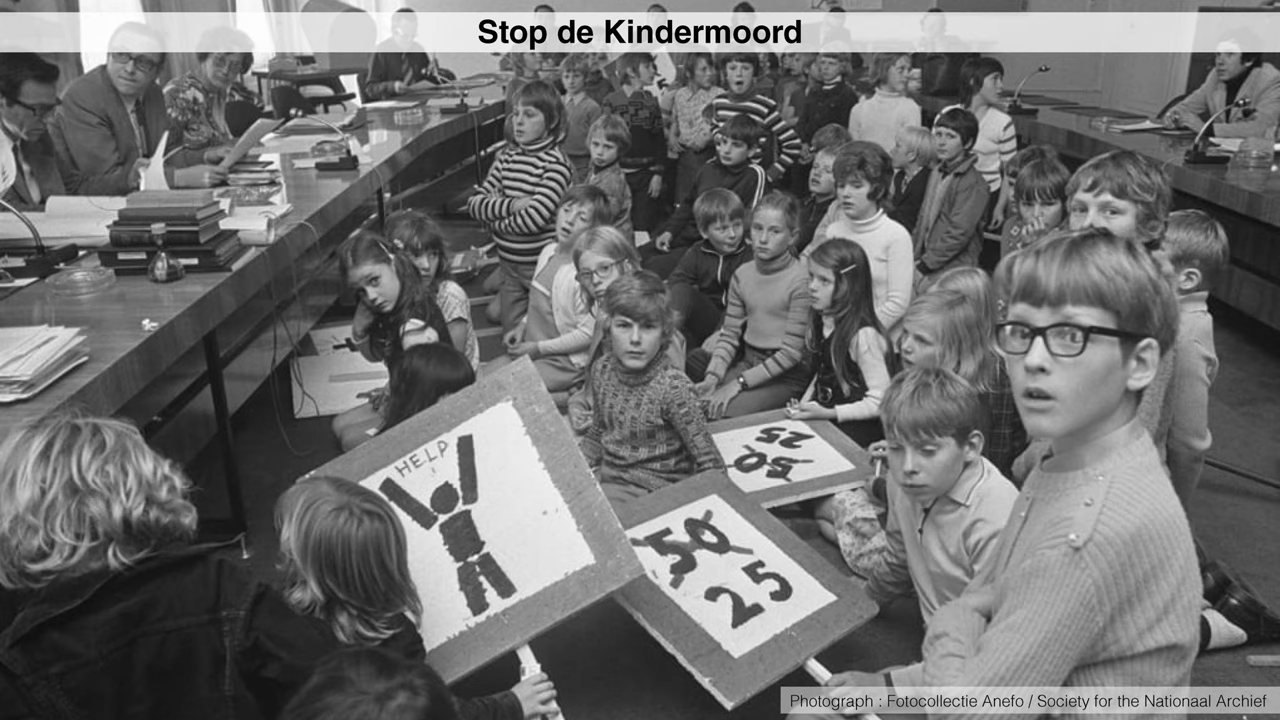 Stop de Kindermoord
HELP
50
25
50
25
Photograph : Fotocollectie Anefo / Society for the Nationaal Archief